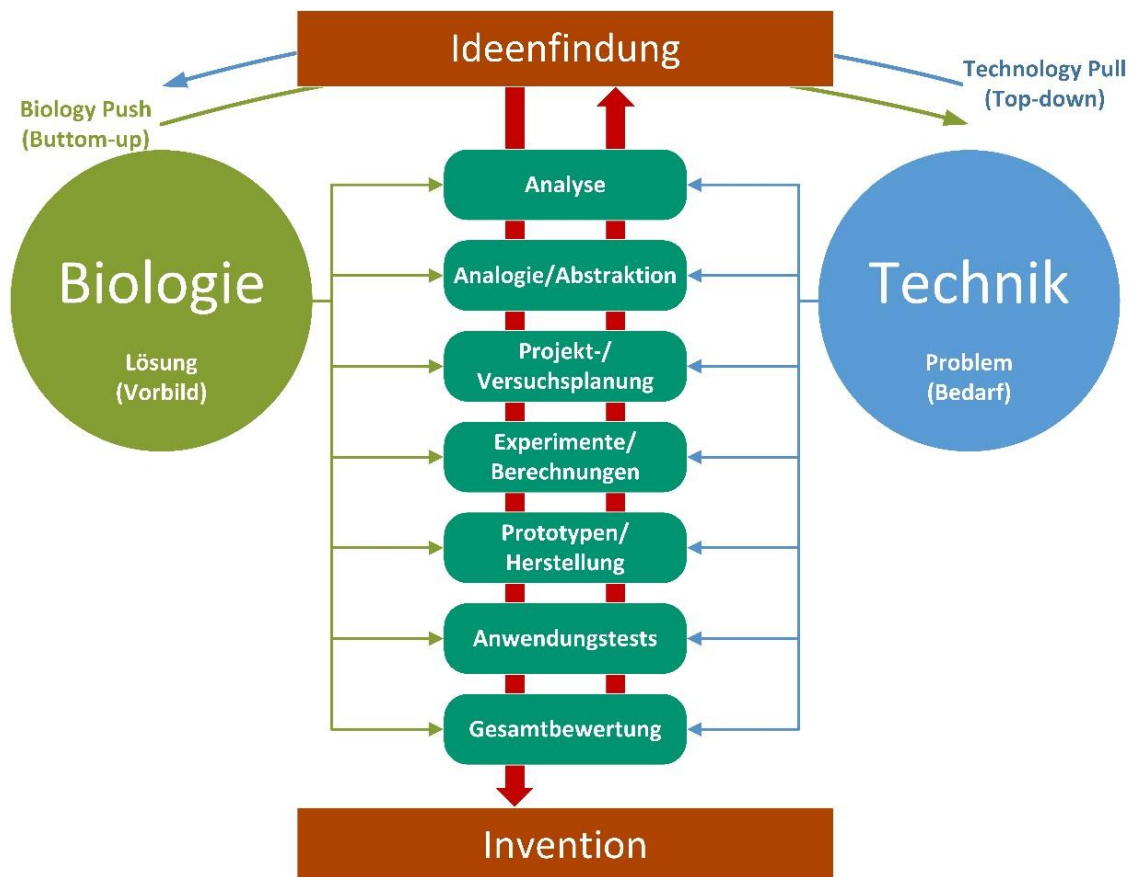 Ideenfindung
Biology Push
(Buttom-up)
Technology Pull
(Top-down)
Biologie
Lösung
(Vorbild)
Analyse
Analogie/Abstraktion
Projekt-/
Versuchsplanung
Experimente/
Berechnungen
Prototypen/
Herstellung
Anwendungstests
Gesamtbewertung
Technik
Problem
(Bedarf)
Invention